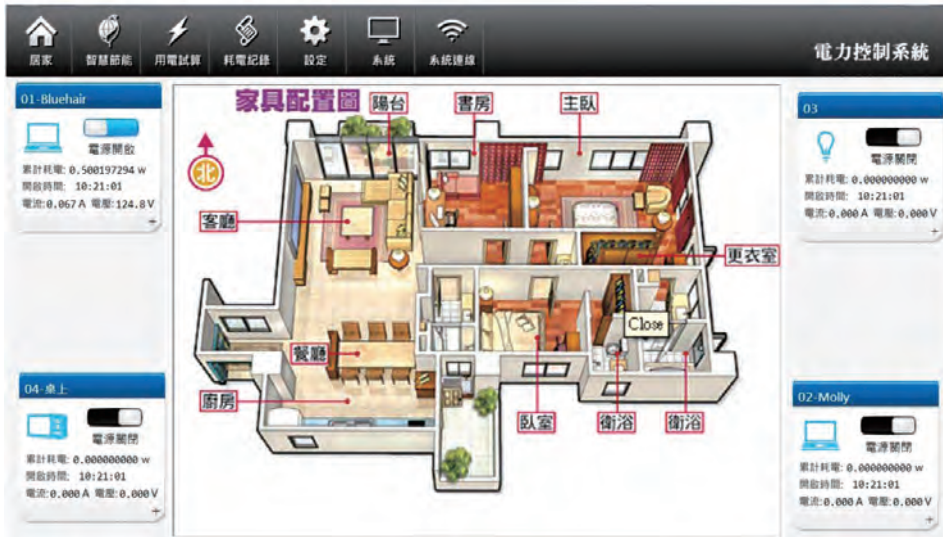 居家 智慧節能 用電試算 耗電紀錄 設定 系統 系統連線
電力控制系統
01-Bluehair
電源開啟
累計耗電: 0.500197294 w
開啟時間: 10:21:01
電流:0.067 A 電壓:124.8 V
+
04-桌上
電源關閉
累計耗電: 0.000000000 w
開啟時間: 10:21:01
電流:0.000 A 電壓:0.000 V
+
家具配置圖
陽台
書房
主臥
北
客廳
更衣室
Close
餐廳
廚房
臥室
衛浴
衛浴
03
電源關閉
累計耗電: 0.000000000 w
開啟時間: 10:21:01
電流:0.000 A 電壓:0.000 V
+
02-Molly
電源關閉
累計耗電: 0.000000000 w
開啟時間: 10:21:01
電流:0.000 A 電壓:0.000 V
+